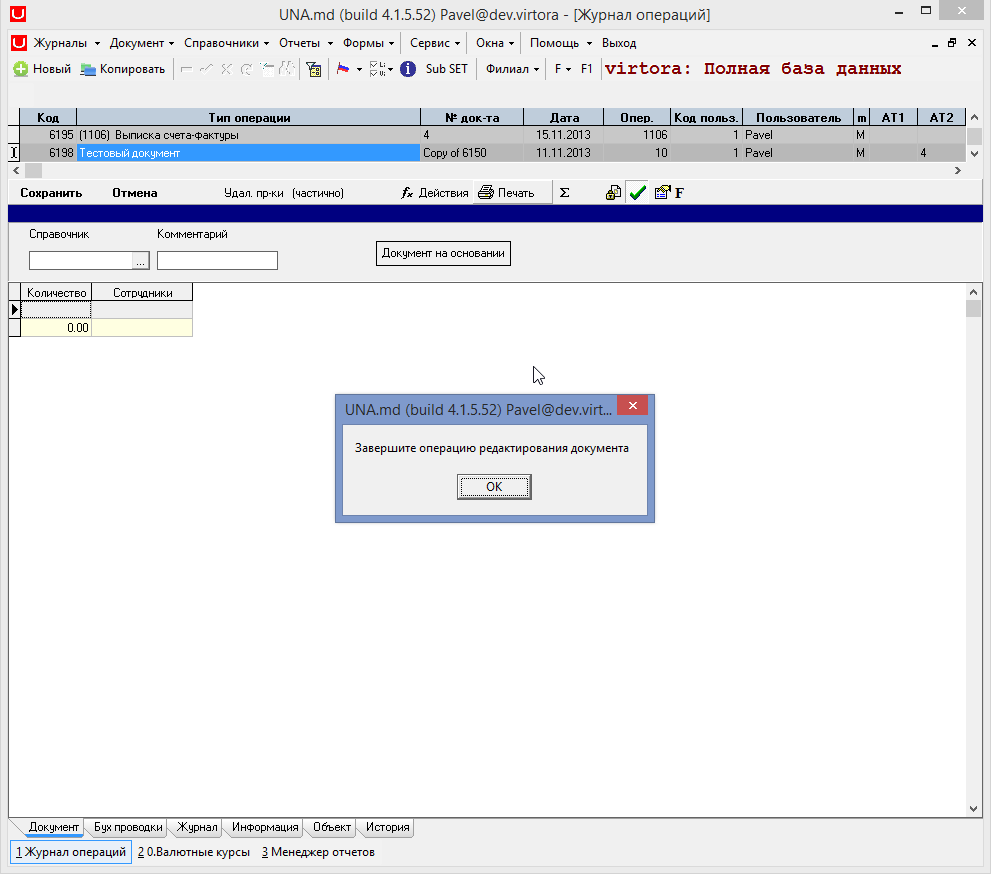 UNA.md (build 4.1.5.52) Pavel@dev.virtora - [Журнал операций]
Журналы Документ Справочники Отчеты Формы Сервис Окна Помощь Выход
Новый Копировать Sub SET Филиал F F1 virtora: Полная база данных
Код Тип операции № док-та Дата Опер. Код польз. Пользователь m AT1 AT2
6195 (1106) Выписка счета-фактуры 4 15.11.2013 1106 1 Pavel M
6198 Тестовый документ Copy of 6150 11.11.2013 10 1 Pavel M 4
Сохранить Отмена Удал. пр-ки (частично) fx Действия Печать Σ F
Справочник Комментарий
... Документ на основании
Количество Сотрудники
0.00
UNA.md (build 4.1.5.52) Pavel@dev.virt...
Завершите операцию редактирования документа
OK
Документ Бух проводки Журнал Информация Объект История
1 Журнал операций 2 0.Валютные курсы 3 Менеджер отчетов